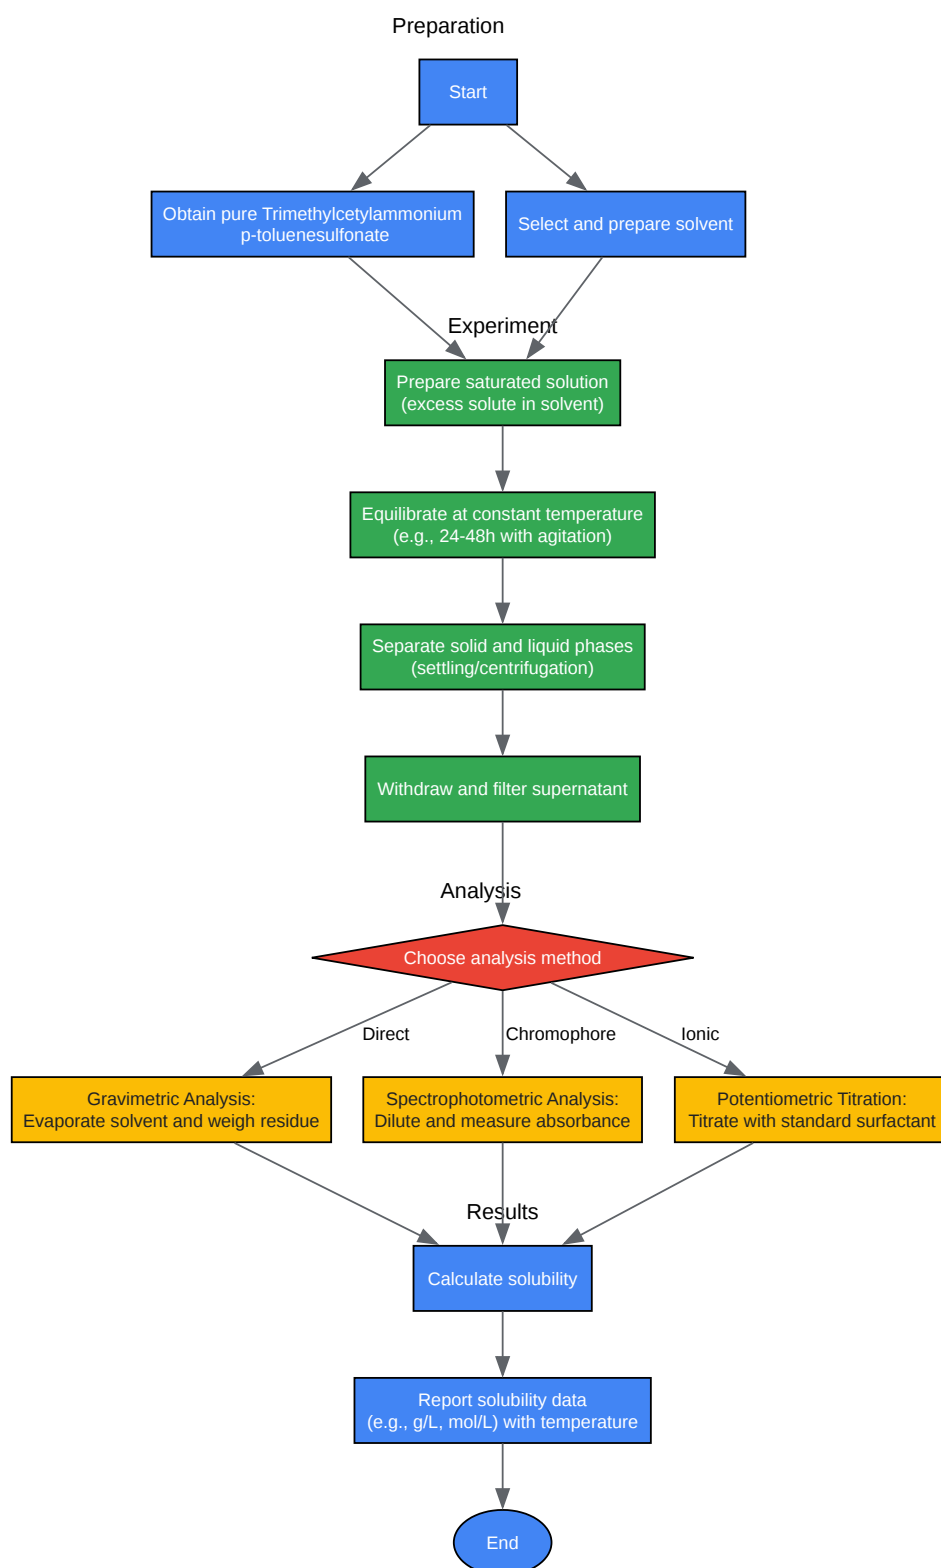 Preparation
Start
Obtain pure Trimethylcetylammonium
p-toluenesulfonate
Select and prepare solvent
Experiment
Prepare saturated solution
(excess solute in solvent)
Equilibrate at constant temperature
(e.g., 24-48h with agitation)
Separate solid and liquid phases
(settling/centrifugation)
Withdraw and filter supernatant
Analysis
Choose analysis method
Direct
Chromophore
Ionic
Gravimetric Analysis:
Evaporate solvent and weigh residue
Spectrophotometric Analysis:
Dilute and measure absorbance
Potentiometric Titration:
Titrate with standard surfactant
Results
Calculate solubility
Report solubility data
(e.g., g/L, mol/L) with temperature
End